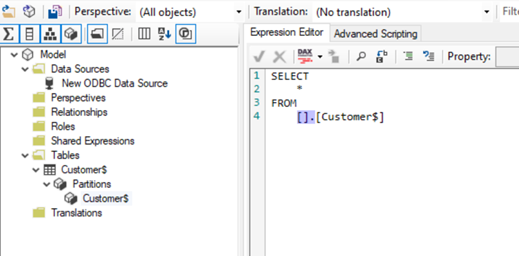 Perspective: (All objects)
Translation: (No translation)
Filte
Expression Editor
Advanced Scripting
DAX
Property:
Model
Data Sources
New ODBC Data Source
Perspectives
Relationships
Roles
Shared Expressions
Tables
Customer$
Partitions
Customer$
Translations
1 SELECT
2 *
3 FROM
4 [].[Customer$]